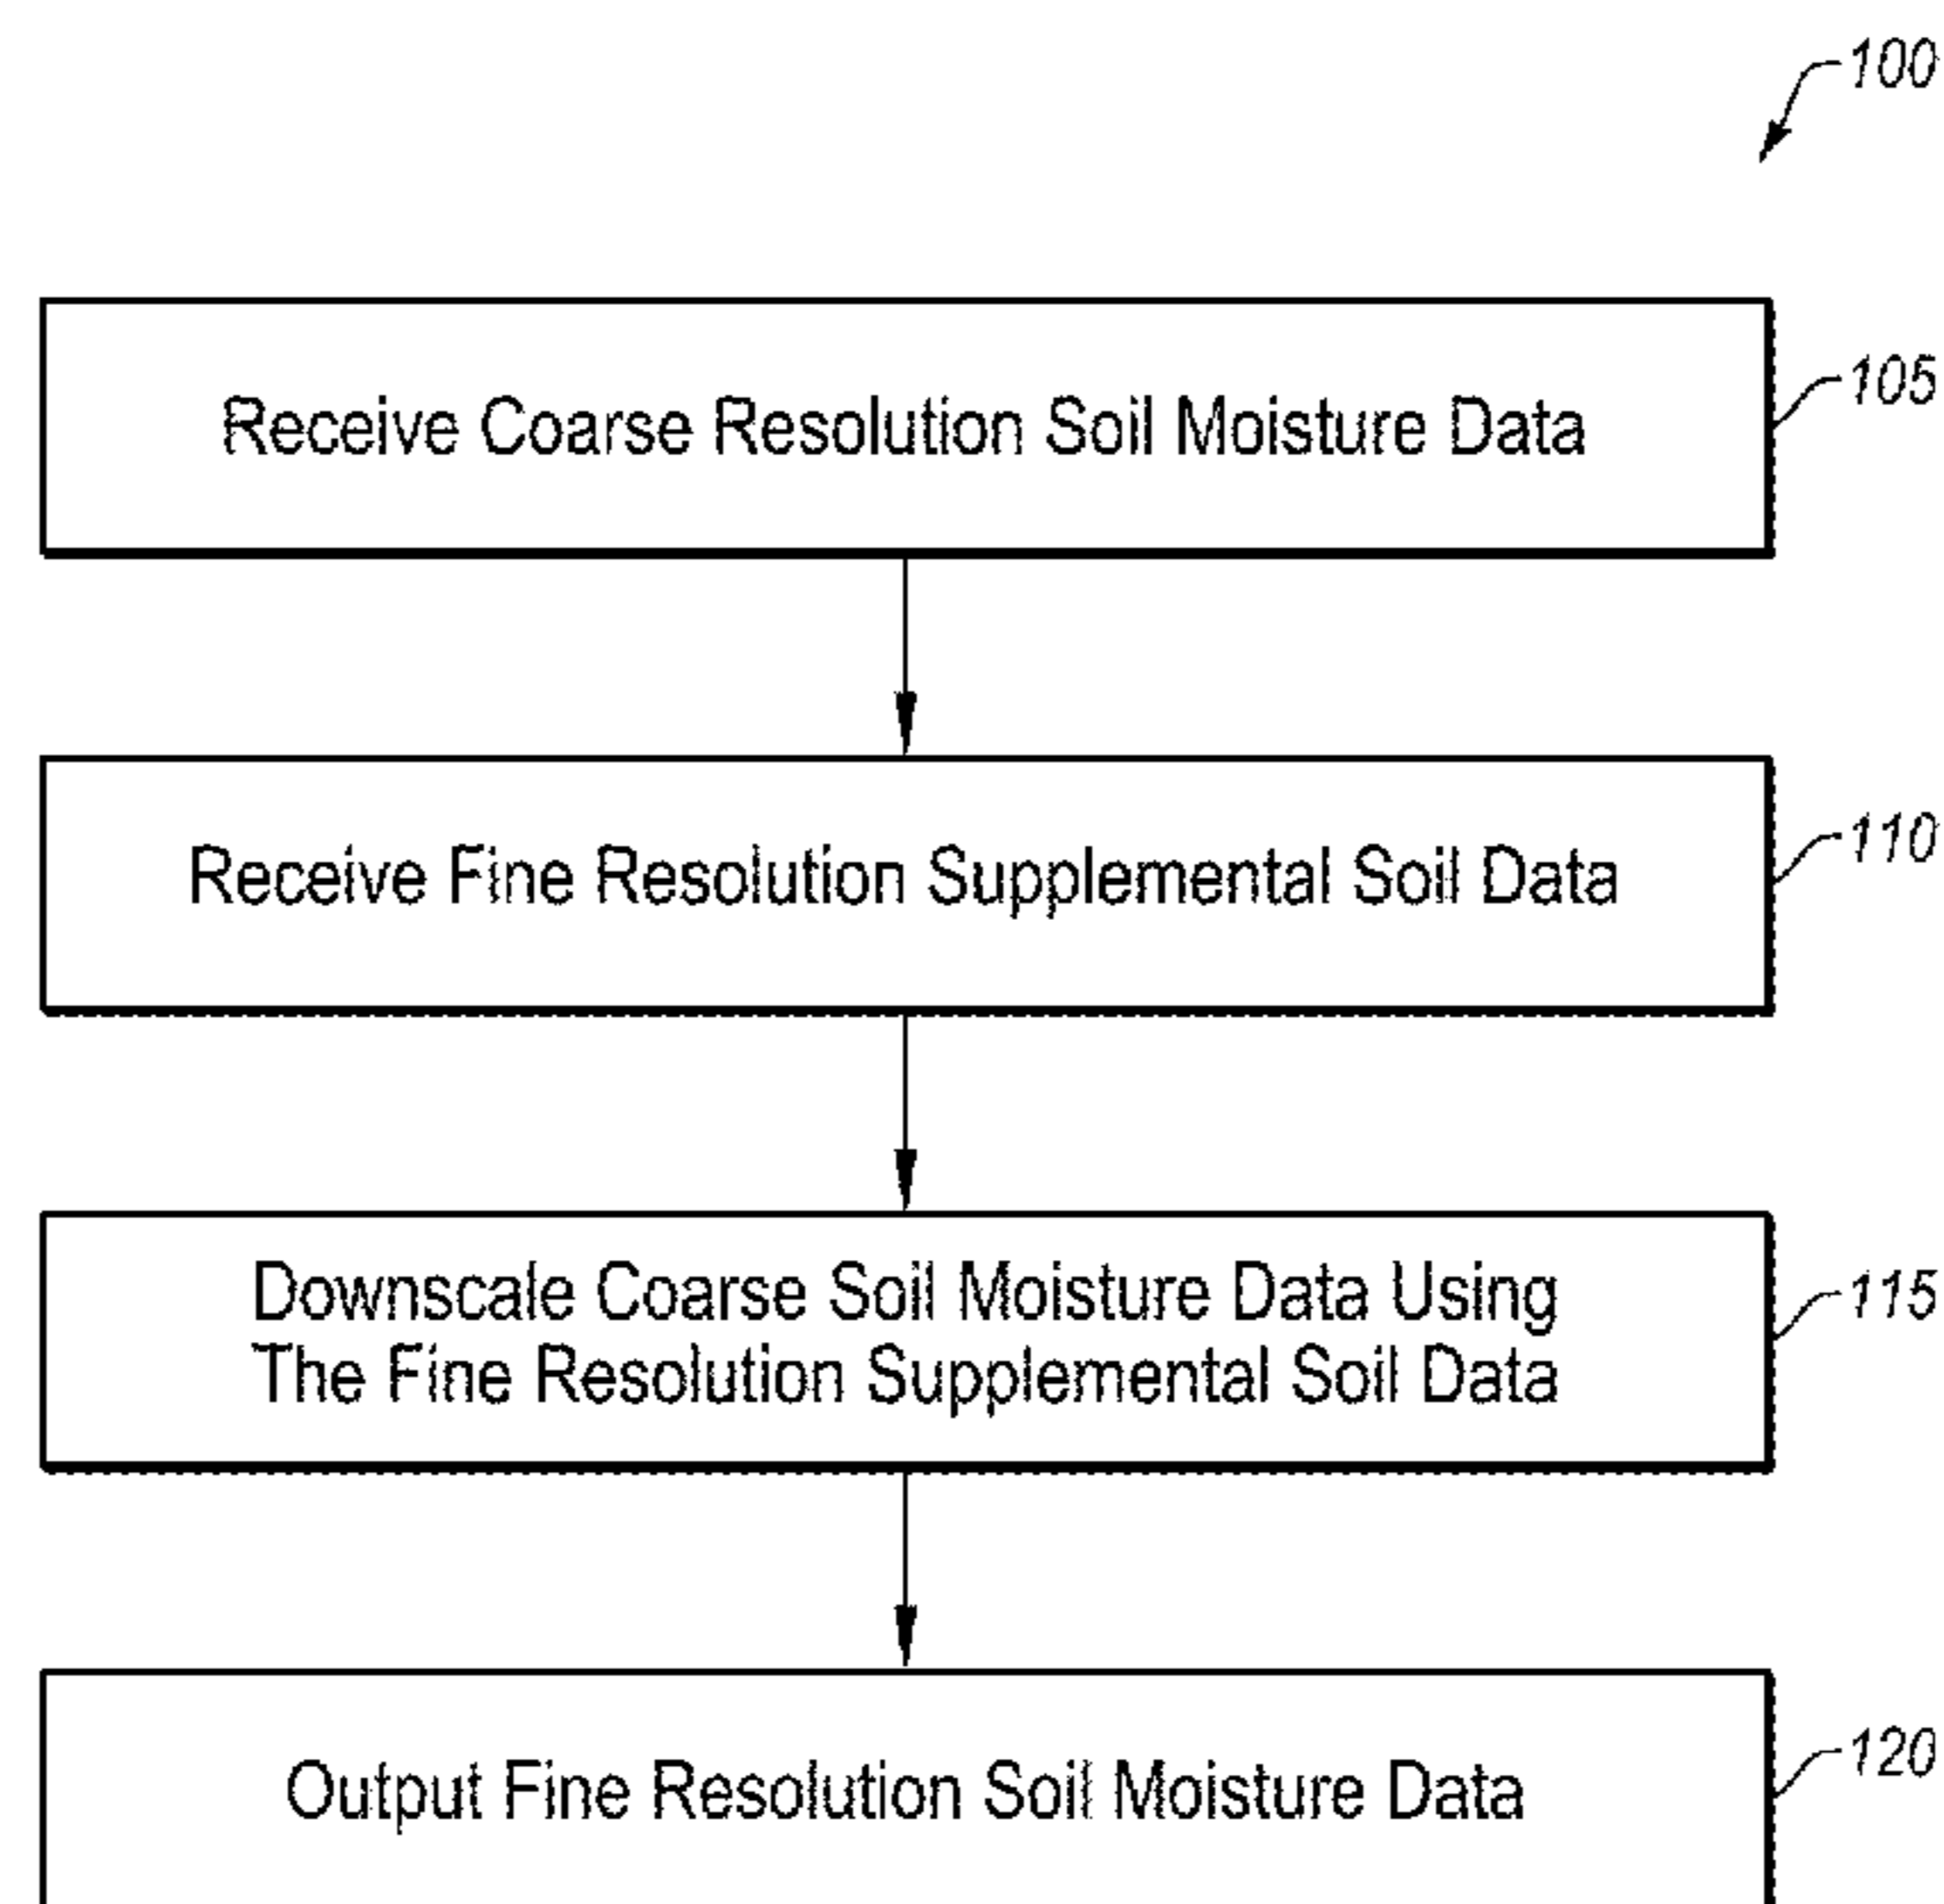 100
Receive Coarse Resolution Soil Moisture Data
105
Receive Fine Resolution Supplemental Soil Data
110
Downscale Coarse Soil Moisture Data Using
The Fine Resolution Supplemental Soil Data
115
Output Fine Resolution Soil Moisture Data
120